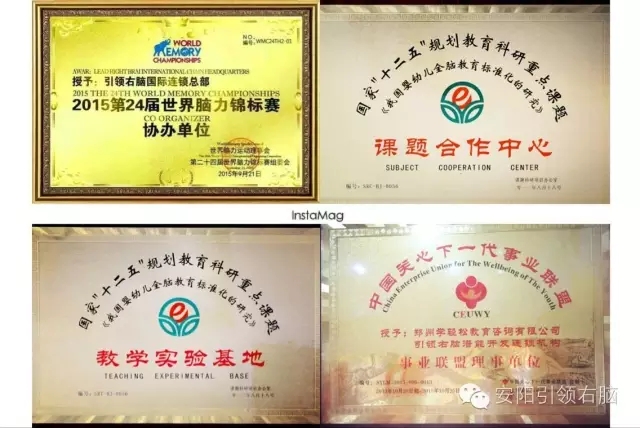 WORLD
MEMORY
CHAMPIONSHIPS
NO.:
编号: WMC24TH2-03
AWAR: LEAD RIGHT BRAIN INTERNATIONAL CHAIN HEADQUARTERS
授予：引领右脑国际连锁总部
2015 THE 24TH WORLD MEMORY CHAMPIONSHIPS
2015第24届世界脑力锦标赛
CO ORGANIZER
协办单位
世界脑力运动理事会
第二十四届世界脑力锦标赛组委会
2015年9月21日
国家"十二五"规划教育科研重点课题
《我国婴幼儿全脑教育标准化的研究》
课题合作中心
SUBJECT COOPERATION CENTER
InstaMag
国家"十二五"规划教育科研重点课题
《我国婴幼儿全脑教育标准化的研究》
教学实验基地
TEACHING EXPERIMENTAL BASE
中国关心下一代事业联盟
China Enterprise Union for The Wellbeing of The Youth
CEUWY
授予：郑州学轻松教育咨询有限公司
引领右脑潜能开发连锁机构
事业联盟理事单位
安阳引领右脑